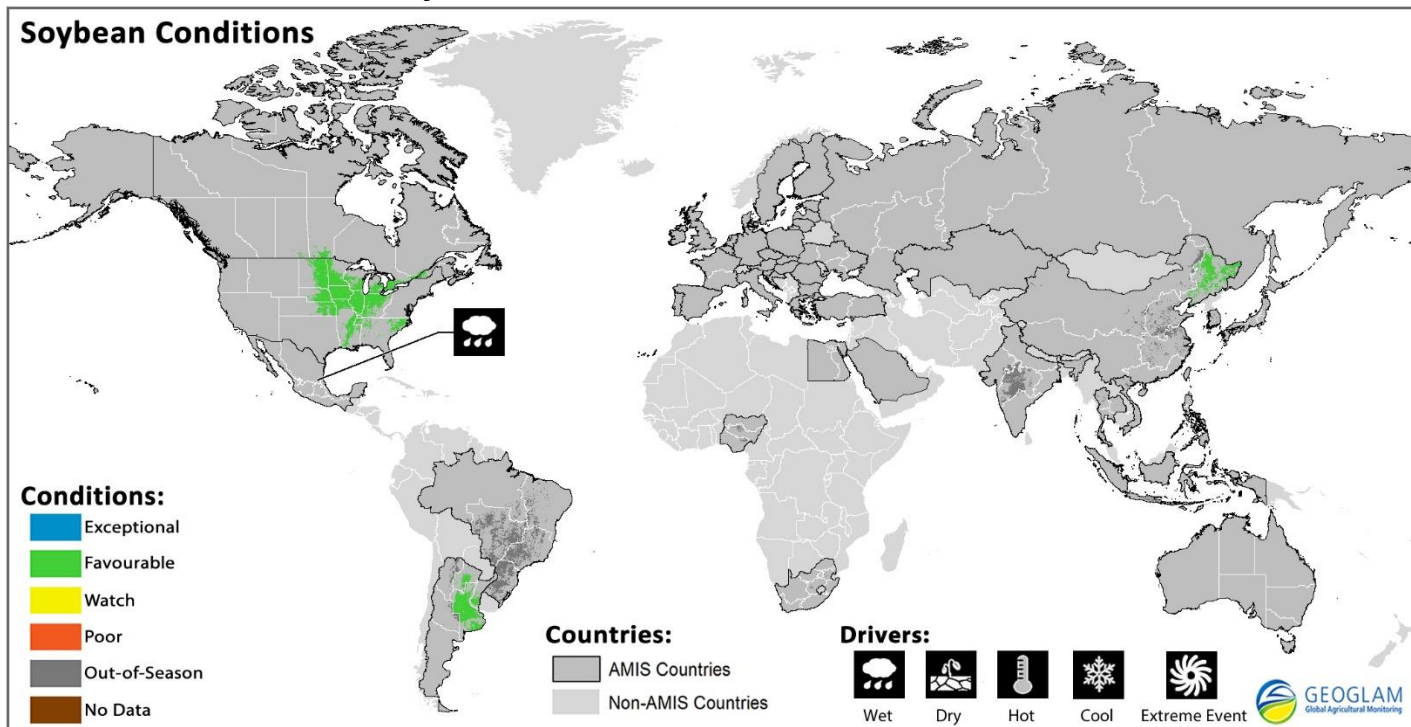 Soybean Conditions
Conditions:
Exceptional
Favourable
Watch
Poor
Out-of-Season
No Data
Countries:
AMIS Countries
Non-AMIS Countries
Drivers:
Wet
Dry
Hot
Cool
Extreme Event
GEOGLAM
Global Agricultural Monitoring